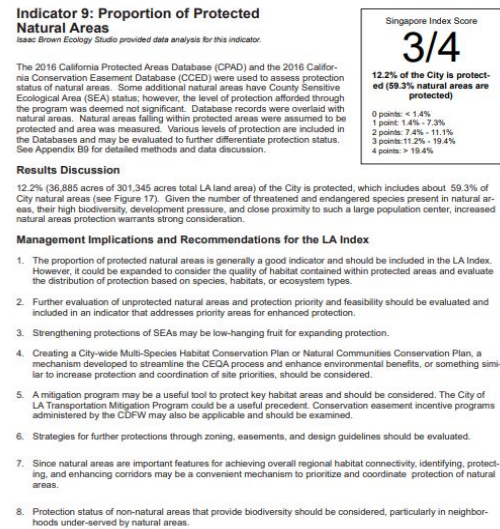 Indicator 9: Proportion of Protected
Natural Areas
Isaac Brown Ecology Studio provided data analysis for this indicator.
The 2016 California Protected Areas Database (CPAD) and the 2016 Califor-
nia Conservation Easement Database (CCED) were used to assess protection
status of natural areas. Some additional natural areas have County Sensitive
Ecological Area (SEA) status; however, the level of protection afforded through
the program was deemed not significant. Database records were overlaid with
natural areas. Natural areas falling within protected areas were assumed to be
protected and area was measured. Various levels of protection are included in
the Databases and may be evaluated to further differentiate protection status.
See Appendix B9 for detailed methods and data discussion.
Singapore Index Score
3/4
12.2% of the City is protect-
ed (59.3% natural areas are
protected)
0 points: < 1.4%
1 point: 1.4% - 7.3%
2 points: 7.4% - 11.1%
3 points:11.2% - 19.4%
4 points: > 19.4%
Results Discussion
12.2% (36,885 acres of 301,345 acres total LA land area) of the City is protected, which includes about 59.3% of
City natural areas (see Figure 17). Given the number of threatened and endangered species present in natural ar-
eas, their high biodiversity, development pressure, and close proximity to such a large population center, increased
natural areas protection warrants strong consideration.
Management Implications and Recommendations for the LA Index
1. The proportion of protected natural areas is generally a good indicator and should be included in the LA Index.
However, it could be expanded to consider the quality of habitat contained within protected areas and evaluate
the distribution of protection based on species, habitats, or ecosystem types.
2. Further evaluation of unprotected natural areas and protection priority and feasibility should be evaluated and
included in an indicator that addresses priority areas for enhanced protection.
3. Strengthening protections of SEAs may be low-hanging fruit for expanding protection.
4. Creating a City-wide Multi-Species Habitat Conservation Plan or Natural Communities Conservation Plan, a
mechanism developed to streamline the CEQA process and enhance environmental benefits, or something simi-
lar to increase protection and coordination of site priorities, should be considered.
5. A mitigation program may be a useful tool to protect key habitat areas and should be considered. The City of
LA Transportation Mitigation Program could be a useful precedent. Conservation easement incentive programs
administered by the CDFW may also be applicable and should be examined.
6. Strategies for further protections through zoning, easements, and design guidelines should be evaluated.
7. Since natural areas are important features for achieving overall regional habitat connectivity, identifying, protect-
ing, and enhancing corridors may be a convenient mechanism to prioritize and coordinate protection of natural
areas.
8. Protection status of non-natural areas that provide biodiversity should be considered, particularly in neighbor-
hoods under-served by natural areas.